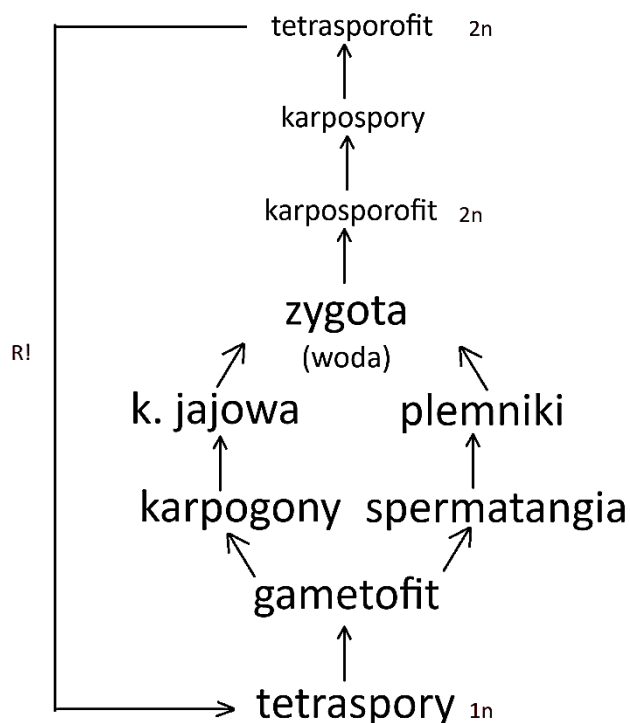 tetrasporofit 2n
karpospory
karposporofit 2n
zygota
(woda)
R!
k. jajowa plemniki
karpogony spermatangia
gametofit
tetraspory 1n